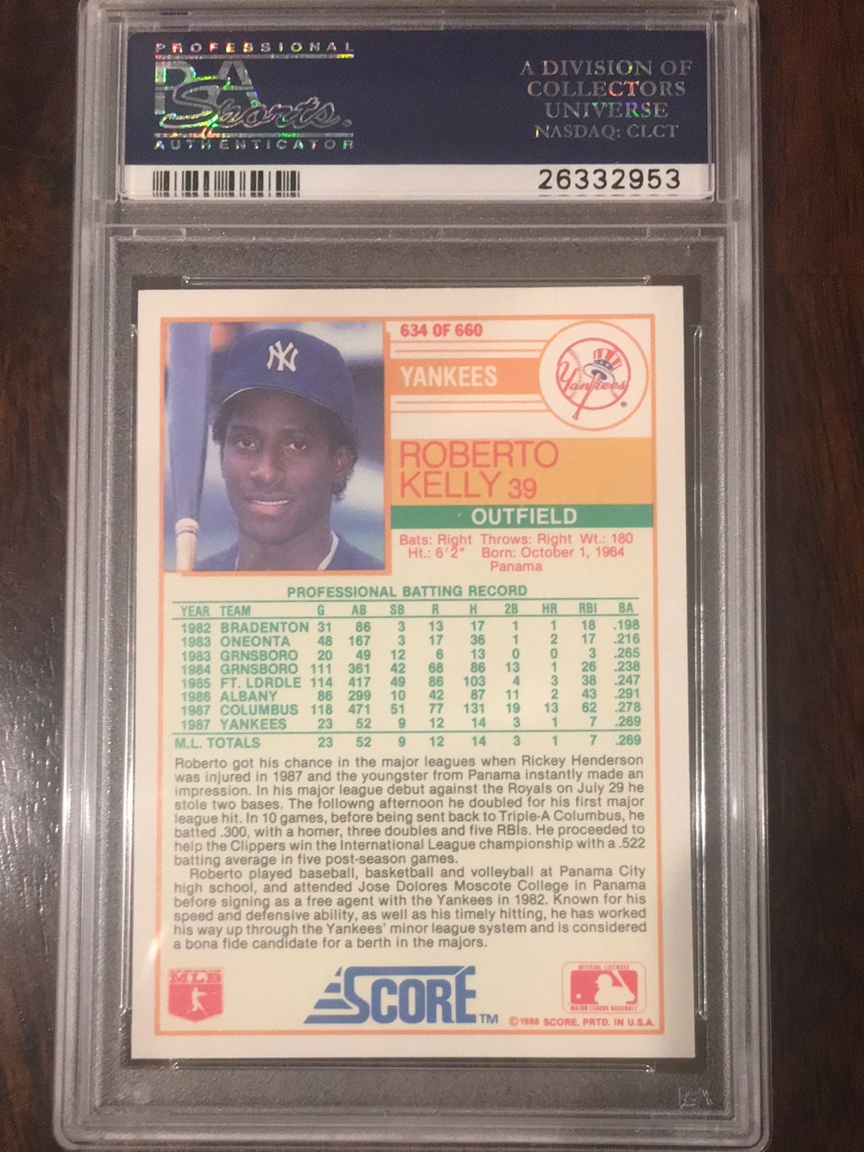 PROFESSIONAL
PSA
Sports
AUTHENTICATOR
A DIVISION OF
COLLECTORS
UNIVERSE
NASDAQ: CLCT
26332953
NY
634 OF 660
YANKEES
Yankees
ROBERTO
KELLY 39
OUTFIELD
Bats: Right Throws: Right Wt.: 180
Ht.: 6'2" Born: October 1, 1964
Panama
PROFESSIONAL BATTING RECORD
YEAR TEAM G AB SB R H 2B HR RBI BA
1982 BRADENTON 31 86 3 13 17 1 1 18 .198
1983 ONEONTA 48 167 3 17 36 1 2 17 .216
1983 GRNSBORO 20 49 12 6 13 0 0 3 .265
1984 GRNSBORO 111 361 42 68 86 13 1 26 .238
1985 FT. LDRDLE 114 417 49 86 103 4 3 38 .247
1986 ALBANY 86 299 10 42 87 11 2 43 .291
1987 COLUMBUS 118 471 51 77 131 19 13 62 .278
1987 YANKEES 23 52 9 12 14 3 1 7 .269
M.L. TOTALS 23 52 9 12 14 3 1 7 .269
Roberto got his chance in the major leagues when Rickey Henderson
was injured in 1987 and the youngster from Panama instantly made an
impression. In his major league debut against the Royals on July 29 he
stole two bases. The followng afternoon he doubled for his first major
league hit. In 10 games, before being sent back to Triple-A Columbus, he
batted .300, with a homer, three doubles and five RBIs. He proceeded to
help the Clippers win the International League championship with a .522
batting average in five post-season games.
Roberto played baseball, basketball and volleyball at Panama City
high school, and attended Jose Dolores Moscote College in Panama
before signing as a free agent with the Yankees in 1982. Known for his
speed and defensive ability, as well as his timely hitting, he has worked
his way up through the Yankees' minor league system and is considered
a bona fide candidate for a berth in the majors.
MLB
SCORE™
OFFICIAL LICENSEE
MAJOR LEAGUE BASEBALL
©1988 SCORE, PRTD. IN U.S.A.